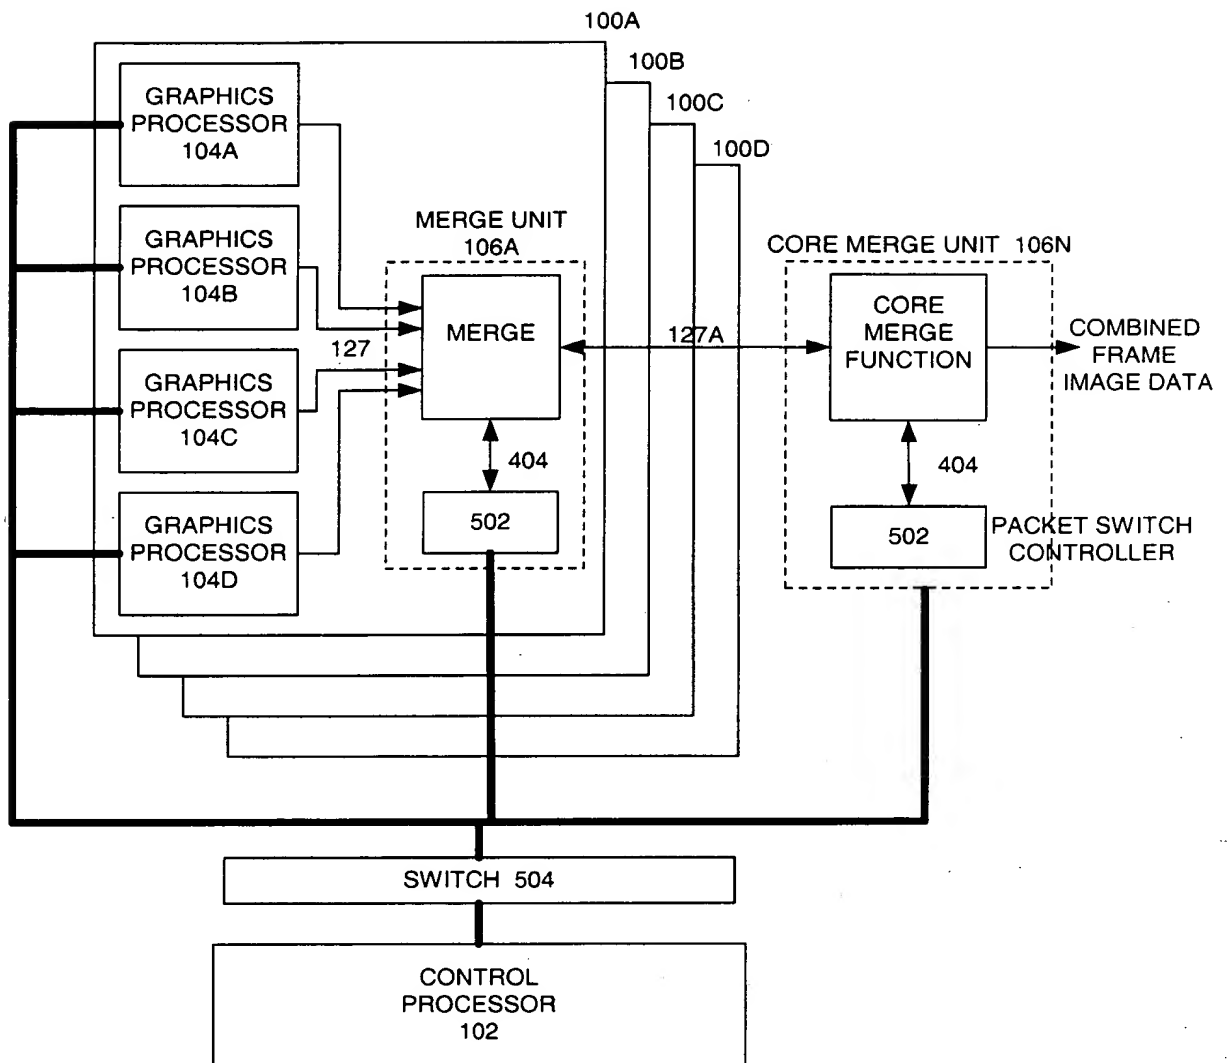 100A
100B
100C
100D
GRAPHICS
PROCESSOR
104A
GRAPHICS
PROCESSOR
104B
GRAPHICS
PROCESSOR
104C
GRAPHICS
PROCESSOR
104D
127
MERGE UNIT
106A
MERGE
404
502
127A
CORE MERGE UNIT 106N
CORE
MERGE
FUNCTION
404
502
PACKET SWITCH
CONTROLLER
COMBINED
FRAME
IMAGE DATA
SWITCH 504
CONTROL
PROCESSOR
102